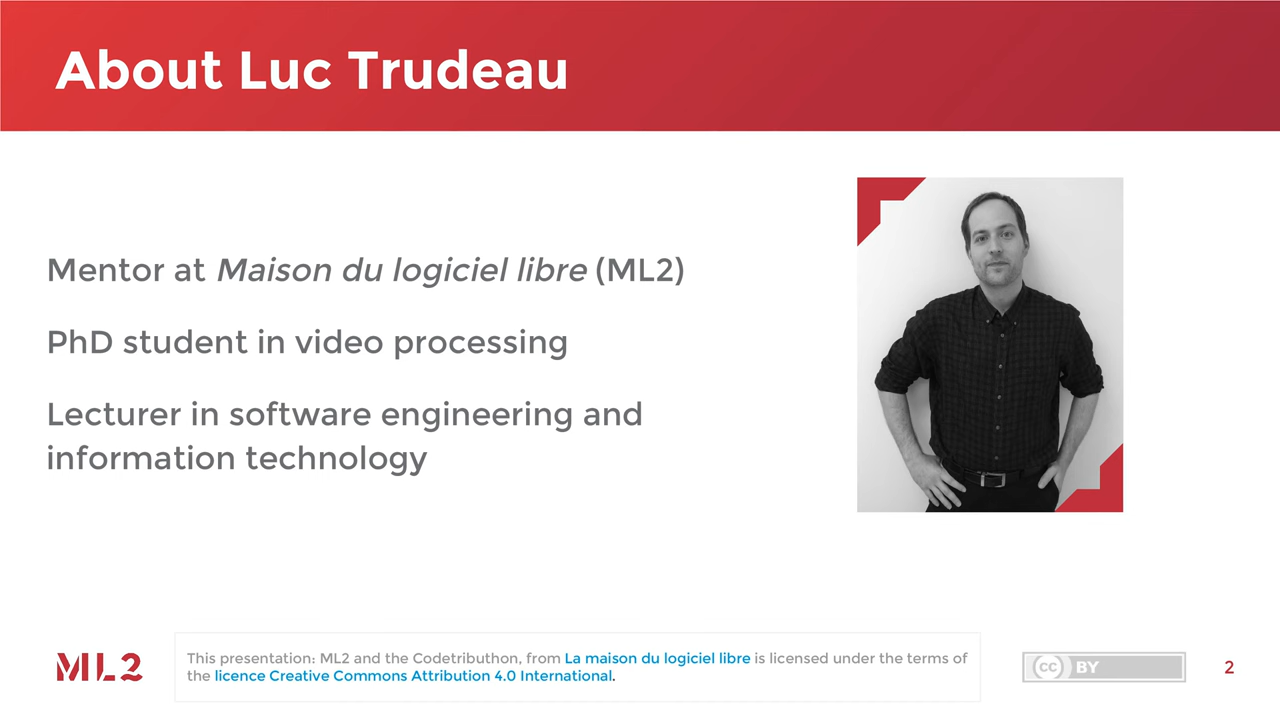 About Luc Trudeau
Mentor at Maison du logiciel libre (ML2)
PhD student in video processing
Lecturer in software engineering and
information technology
ML2
This presentation: ML2 and the Codetributhon, from La maison du logiciel libre is licensed under the terms of
the licence Creative Commons Attribution 4.0 International.
cc BY
2